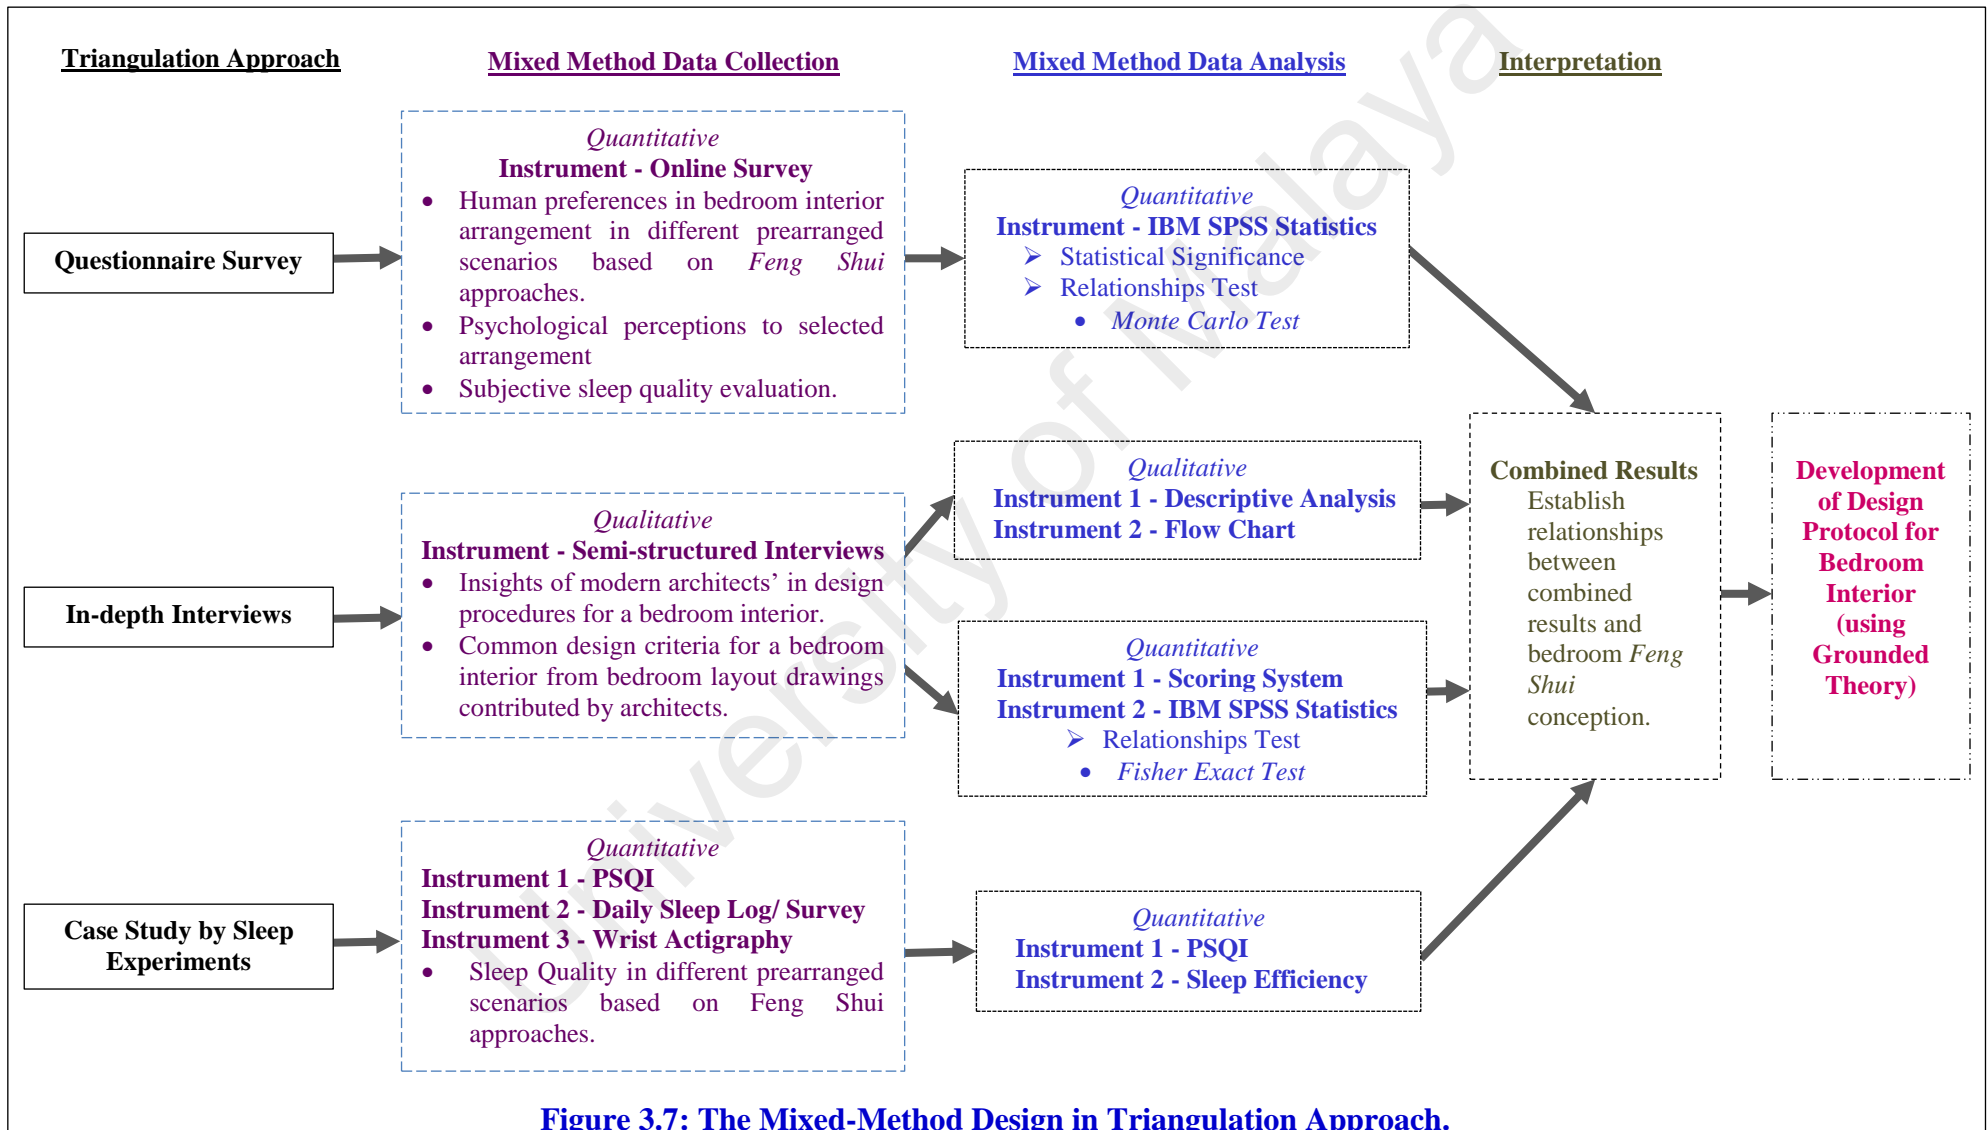 Triangulation Approach
Mixed Method Data Collection
Mixed Method Data Analysis
Interpretation
Questionnaire Survey
Quantitative
Instrument - Online Survey
• Human preferences in bedroom interior
arrangement in different prearranged
scenarios based on Feng Shui
approaches.
• Psychological perceptions to selected
arrangement
• Subjective sleep quality evaluation.
Quantitative
Instrument - IBM SPSS Statistics
➢ Statistical Significance
➢ Relationships Test
• Monte Carlo Test
In-depth Interviews
Qualitative
Instrument - Semi-structured Interviews
• Insights of modern architects’ in design
procedures for a bedroom interior.
• Common design criteria for a bedroom
interior from bedroom layout drawings
contributed by architects.
Qualitative
Instrument 1 - Descriptive Analysis
Instrument 2 - Flow Chart
Quantitative
Instrument 1 - Scoring System
Instrument 2 - IBM SPSS Statistics
➢ Relationships Test
• Fisher Exact Test
Case Study by Sleep
Experiments
Quantitative
Instrument 1 - PSQI
Instrument 2 - Daily Sleep Log/ Survey
Instrument 3 - Wrist Actigraphy
• Sleep Quality in different prearranged
scenarios based on Feng Shui
approaches.
Quantitative
Instrument 1 - PSQI
Instrument 2 - Sleep Efficiency
Combined Results
Establish
relationships
between
combined
results and
bedroom Feng
Shui
conception.
Development
of Design
Protocol for
Bedroom
Interior
(using
Grounded
Theory)
Figure 3.7: The Mixed-Method Design in Triangulation Approach.
University of Malaya